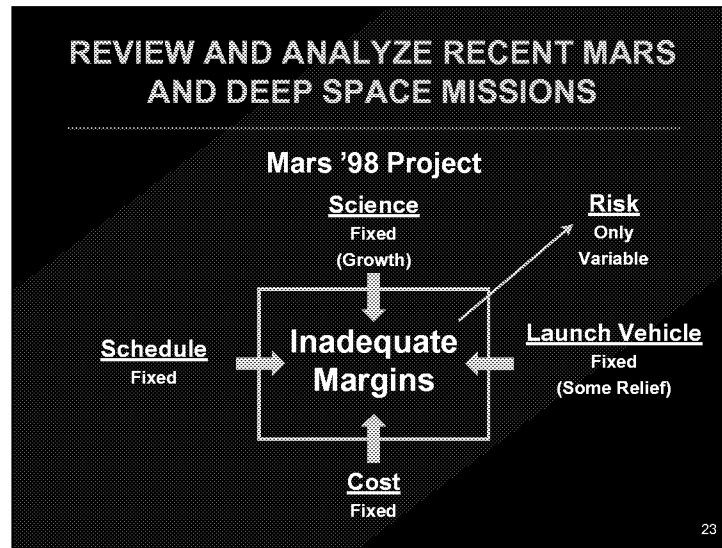 REVIEW AND ANALYZE RECENT MARS
AND DEEP SPACE MISSIONS
Mars '98 Project
Science
Fixed
(Growth)
Risk
Only
Variable
Schedule
Fixed
Inadequate
Margins
Launch Vehicle
Fixed
(Some Relief)
Cost
Fixed
23